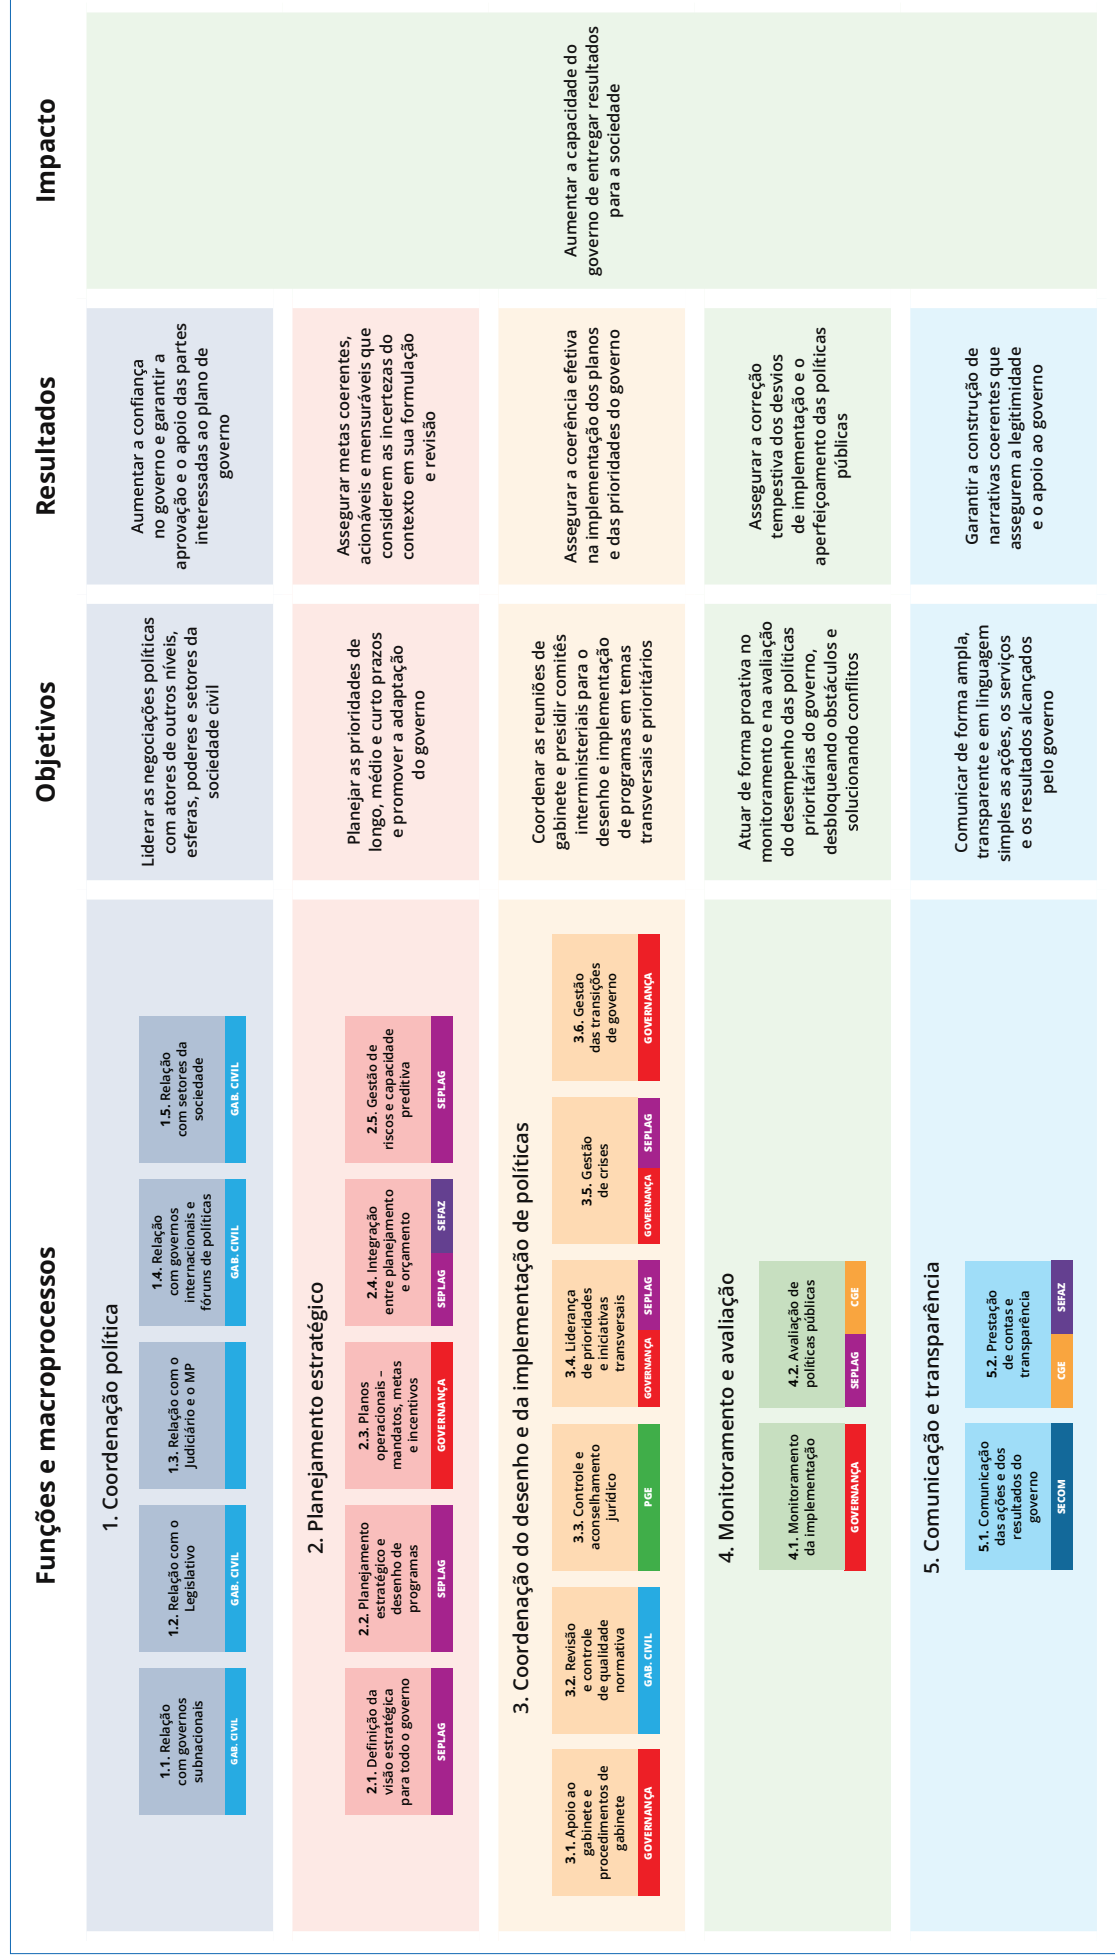 Funções e macroprocessos
Objetivos
Resultados
Impacto
1. Coordenação política
1.1. Relação
com governos
subnacionais
GAB. CIVIL
1.2. Relação com o
Legislativo
GAB. CIVIL
1.3. Relação com o
Judiciário e o MP
GAB. CIVIL
1.4. Relação
com governos
internacionais e
fóruns de políticas
GAB. CIVIL
1.5. Relação
com setores da
sociedade
GAB. CIVIL
Liderar as negociações políticas
com atores de outros níveis,
esferas, poderes e setores da
sociedade civil
Aumentar a confiança
no governo e garantir a
aprovação e o apoio das partes
interessadas ao plano de
governo
2. Planejamento estratégico
2.1. Definição da
visão estratégica
para todo o governo
SEPLAG
2.2. Planejamento
estratégico e
desenho de
programas
SEPLAG
2.3. Planos
operacionais –
mandatos, metas
e incentivos
GOVERNANÇA
2.4. Integração
entre planejamento
e orçamento
SEPLAG
SEFAZ
2.5. Gestão de
riscos e capacidade
preditiva
SEPLAG
Planejar as prioridades de
longo, médio e curto prazos
e promover a adaptação
do governo
Assegurar metas coerentes,
acionáveis e mensuráveis que
considerem as incertezas do
contexto em sua formulação
e revisão
3. Coordenação do desenho e da implementação de políticas
3.1. Apoio ao
gabinete e
procedimentos de
gabinete
GOVERNANÇA
3.2. Revisão
e controle
de qualidade
normativa
GAB. CIVIL
3.3. Controle e
aconselhamento
jurídico
PGE
3.4. Liderança
de prioridades
e iniciativas
transversais
GOVERNANÇA
SEPLAG
3.5. Gestão
de crises
GOVERNANÇA
SEPLAG
3.6. Gestão
das transições
de governo
GOVERNANÇA
Coordenar as reuniões de
gabinete e presidir comitês
interministeriais para o
desenho e implementação
de programas em temas
transversais e prioritários
Assegurar a coerência efetiva
na implementação dos planos
e das prioridades do governo
4. Monitoramento e avaliação
4.1. Monitoramento
da implementação
GOVERNANÇA
4.2. Avaliação de
políticas públicas
SEPLAG
CGE
Atuar de forma proativa no
monitoramento e na avaliação
do desempenho das políticas
prioritárias do governo,
desbloqueando obstáculos e
solucionando conflitos
Assegurar a correção
tempestiva dos desvios
de implementação e o
aperfeiçoamento das políticas
públicas
5. Comunicação e transparência
5.1. Comunicação
das ações e dos
resultados do
governo
SECOM
5.2. Prestação
de contas e
transparência
CGE
SEFAZ
Comunicar de forma ampla,
transparente e em linguagem
simples as ações, os serviços
e os resultados alcançados
pelo governo
Garantir a construção de
narrativas coerentes que
assegurem a legitimidade
e o apoio ao governo
Aumentar a capacidade do
governo de entregar resultados
para a sociedade